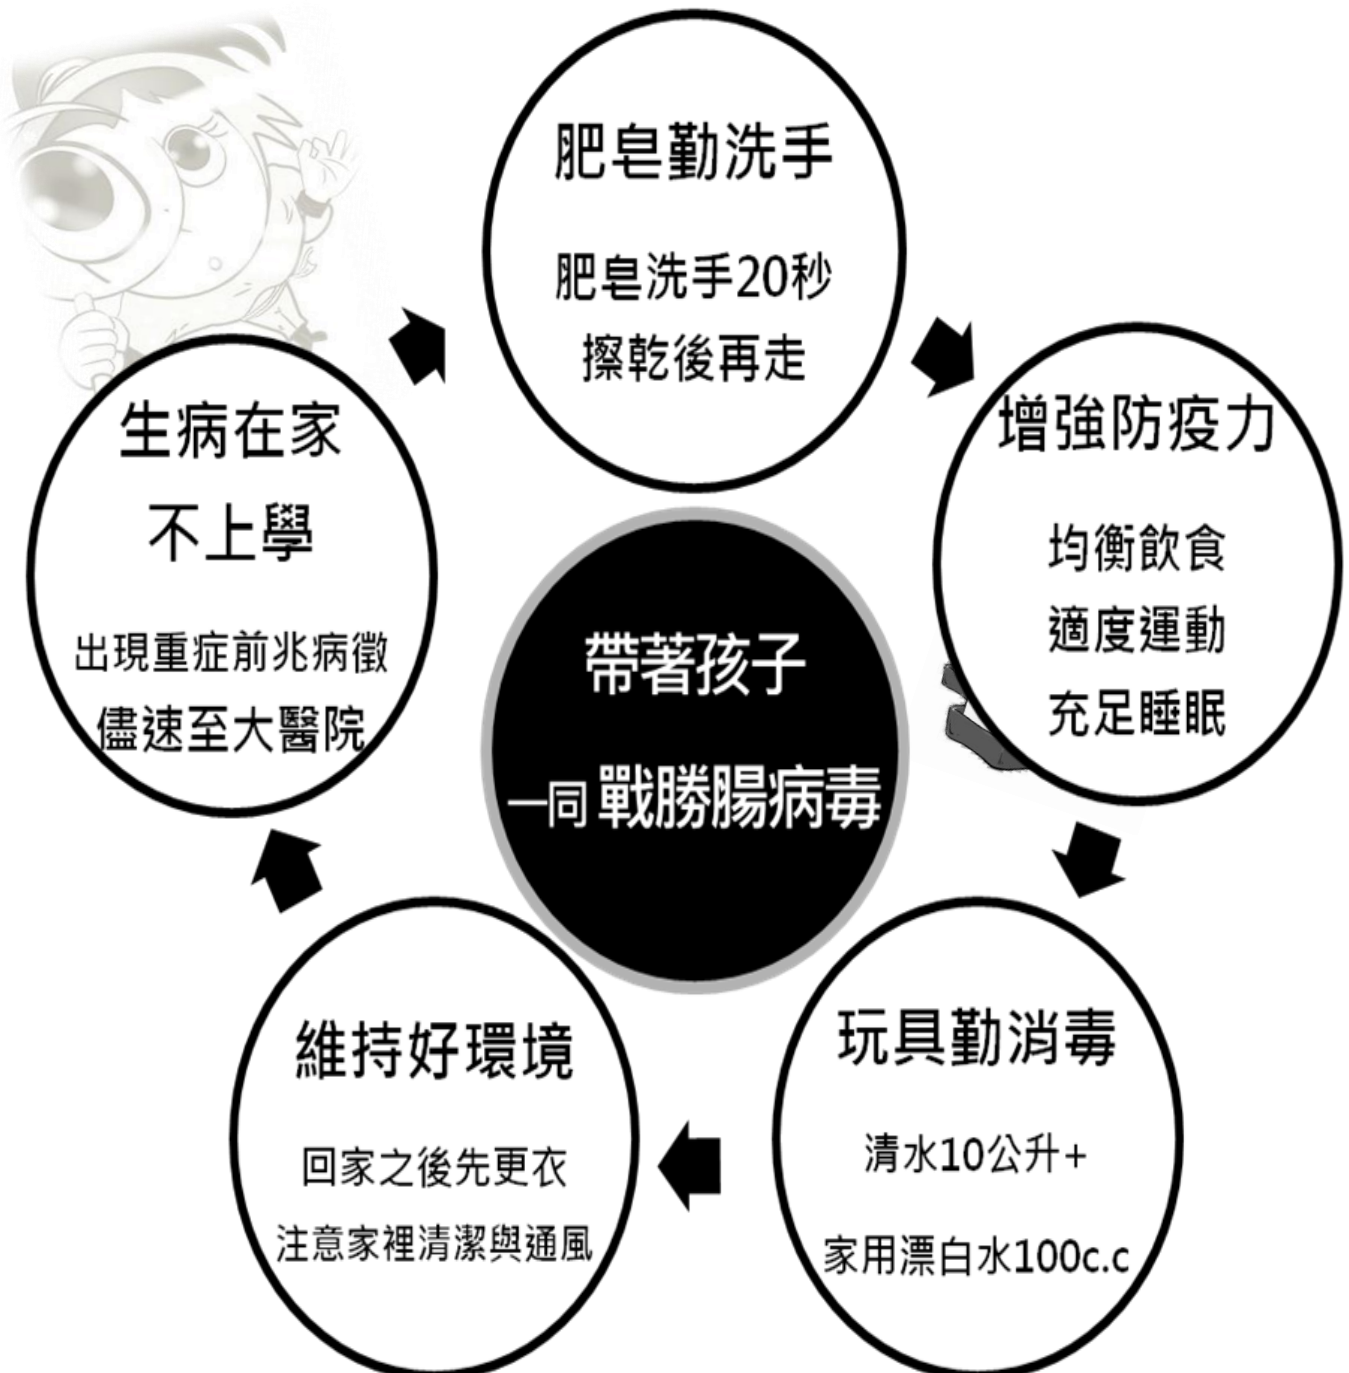 肥皂勤洗手
肥皂洗手20秒
擦乾後再走
增強防疫力
均衡飲食
適度運動
充足睡眠
玩具勤消毒
清水10公升+
家用漂白水100c.c
維持好環境
回家之後先更衣
注意家裡清潔與通風
生病在家
不上學
出現重症前兆病徵
儘速至大醫院
帶著孩子
一同 戰勝腸病毒